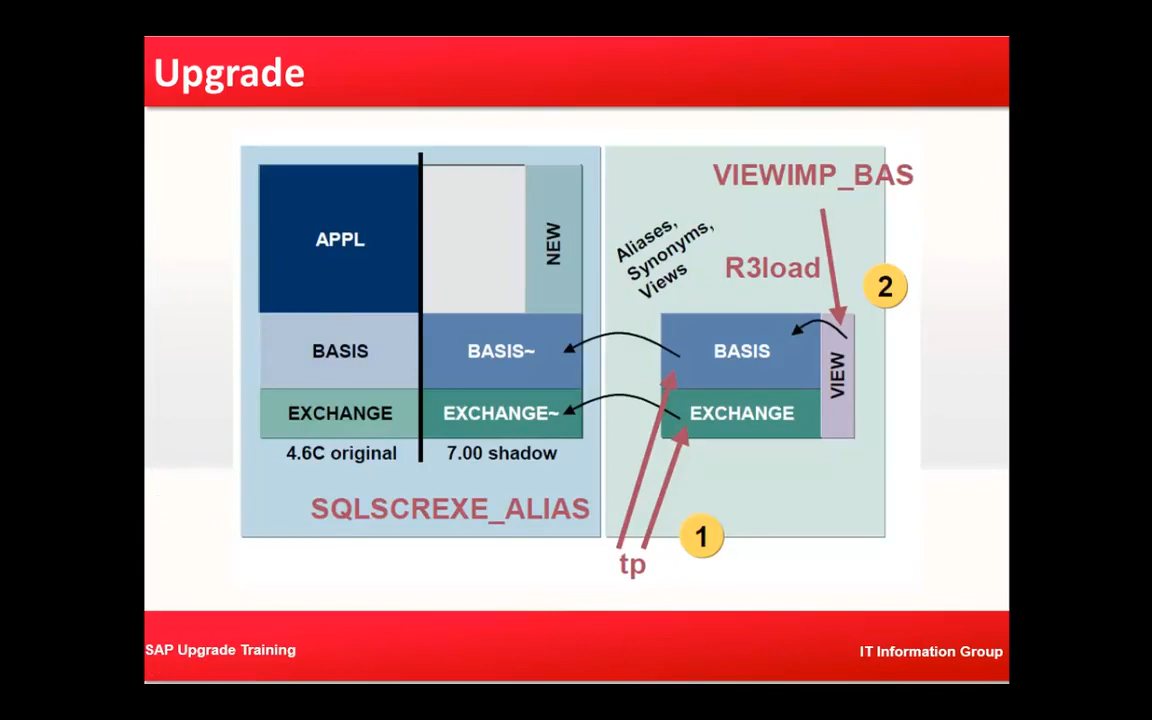 Upgrade
APPL
NEW
BASIS
BASIS~
EXCHANGE
EXCHANGE~
4.6C original
7.00 shadow
SQLSCREXE_ALIAS
VIEWIMP_BAS
Aliases,
Synonyms,
Views
R3load
2
BASIS
VIEW
EXCHANGE
1
tp
SAP Upgrade Training
IT Information Group